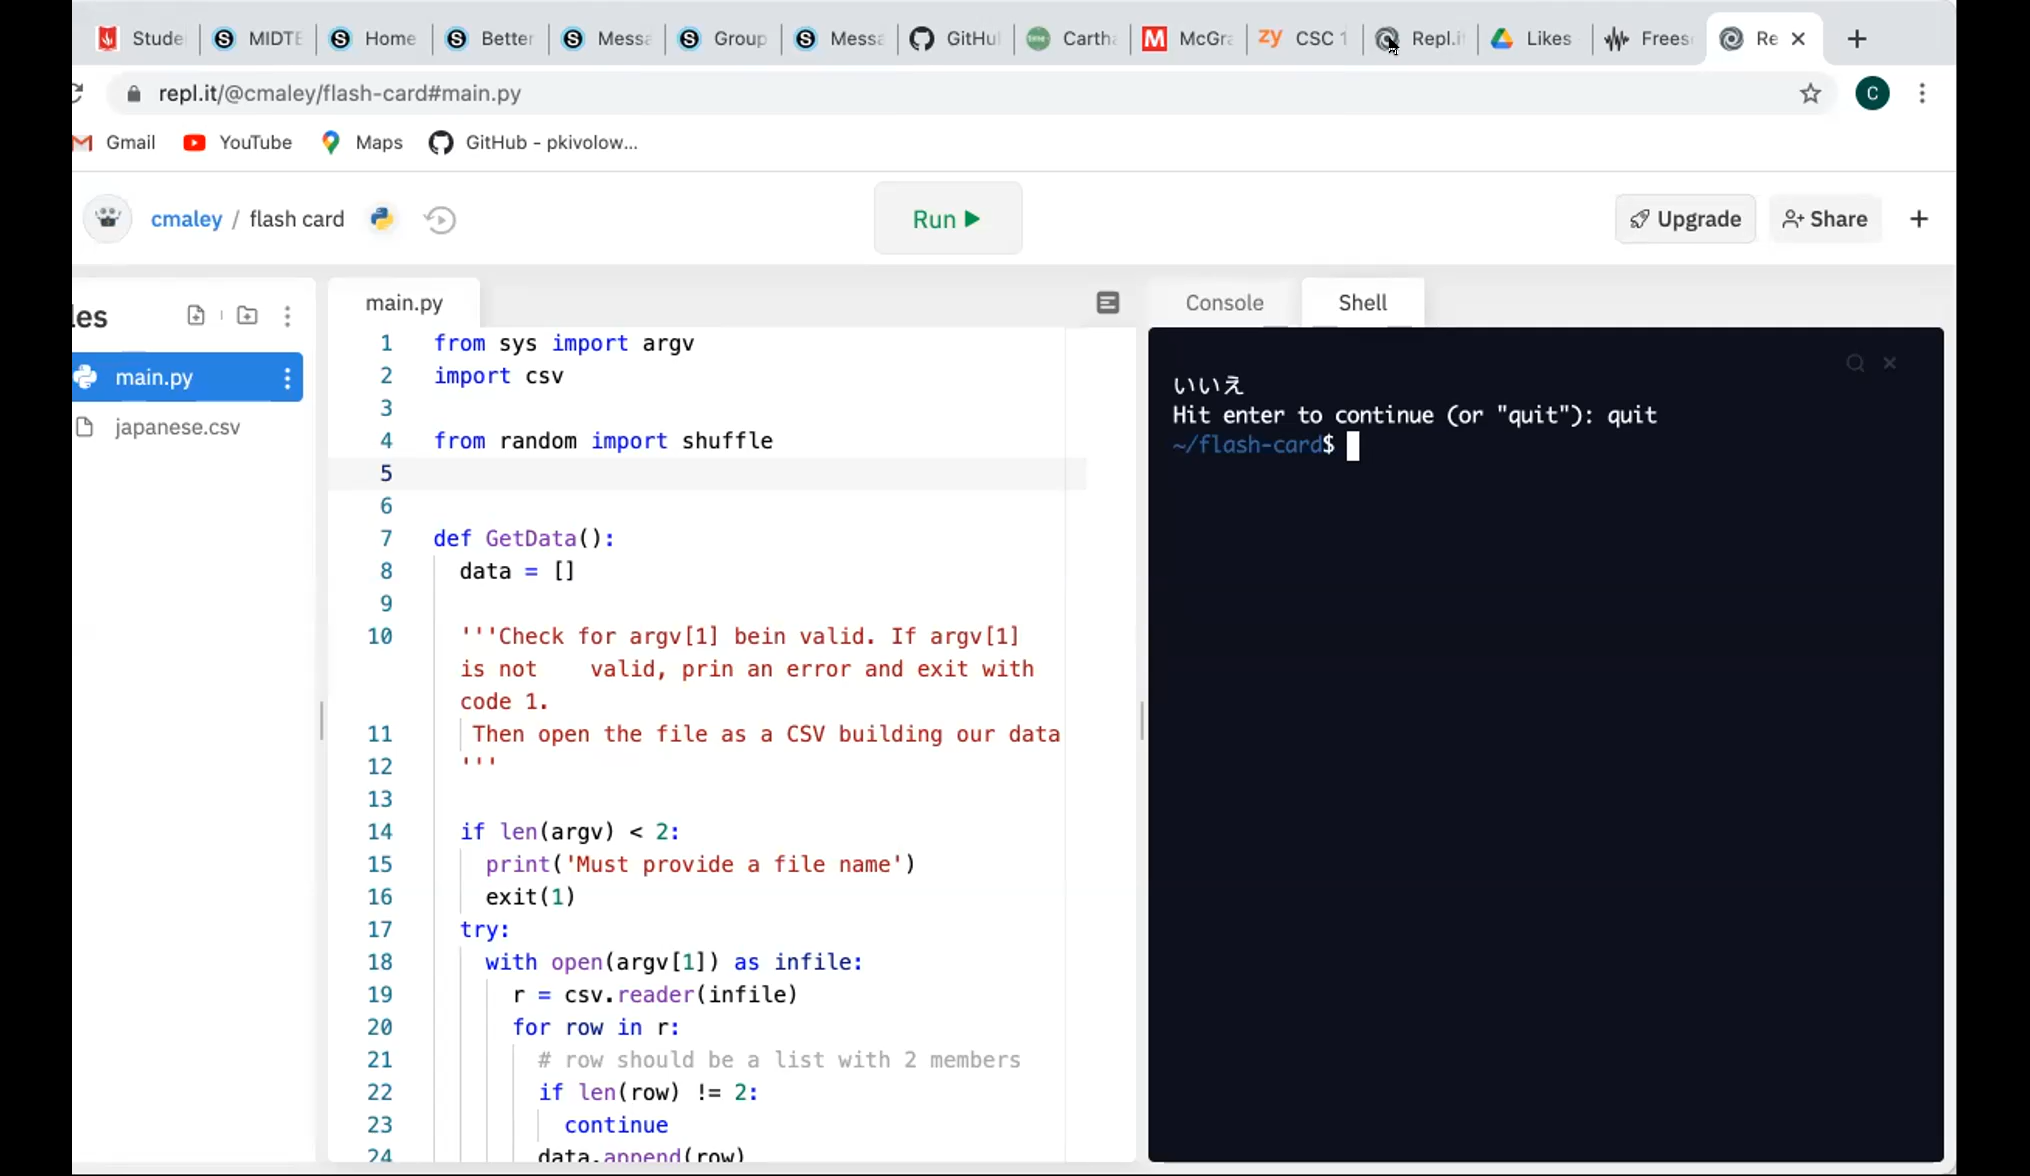 Stude MIDTE Home Better Messa Group Messa GitHu Cartha McGra CSC 1 Repl.i Likes Frees Re
repl.it/@cmaley/flash-card#main.py C
Gmail YouTube Maps GitHub - pkivolow...
cmaley / flash card Run Upgrade Share +
les main.py Console Shell
main.py
japanese.csv
1 from sys import argv
2 import csv
3
4 from random import shuffle
5
6
7 def GetData():
8 data = []
9
10 '''Check for argv[1] bein valid. If argv[1]
is not    valid, prin an error and exit with
code 1.
11 Then open the file as a CSV building our data
12 '''
13
14 if len(argv) < 2:
15 print('Must provide a file name')
16 exit(1)
17 try:
18 with open(argv[1]) as infile:
19 r = csv.reader(infile)
20 for row in r:
21 # row should be a list with 2 members
22 if len(row) != 2:
23 continue
24 data.append(row)
いいえ
Hit enter to continue (or "quit"): quit
~/flash-card$